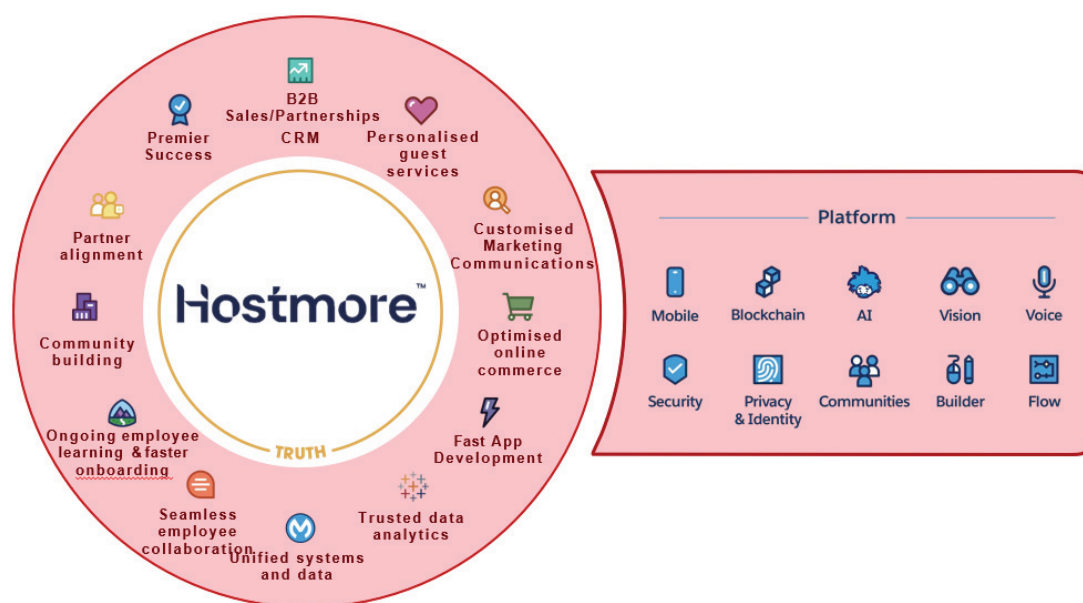 B2B
Sales/Partnerships
CRM
Personalised
guest
services
Customised
Marketing
Communications
Optimised
online
commerce
Fast App
Development
Trusted data
analytics
Unified systems
and data
Seamless
employee
collaboration
Ongoing employee
learning &faster
onboarding
Community
building
Partner
alignment
Premier
Success
Hostmore™
TRUTH
Platform
Mobile
Blockchain
AI
Vision
Voice
Security
Privacy
& Identity
Communities
Builder
Flow